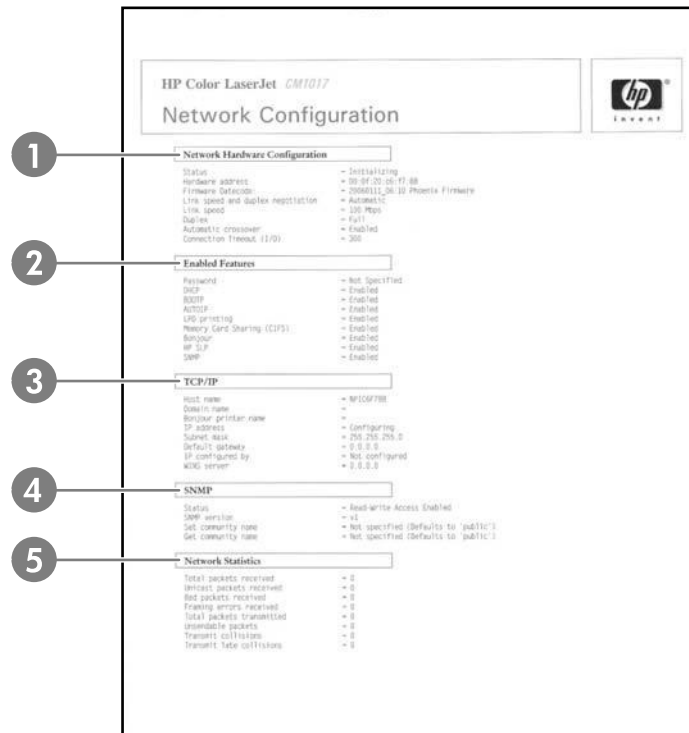 HP Color LaserJet CM1017
Network Configuration
hp
invent
1
Network Hardware Configuration
Status = Initializing
Hardware address
Firmware Datecode: = 20060111_06:10 Phoenix Firmware
Link speed and duplex negotiation = Automatic
Link speed = 100 Mbps
Duplex = Full
Automatic crossover = Enabled
Connection Timeout (I/O) = 300
2
Enabled Features
Password = Not Specified
DHCP = Enabled
BOOTP = Enabled
AUTOIP = Enabled
LPD printing = Enabled
Memory Card Sharing (CIFS) = Enabled
Bonjour = Enabled
HP SLP = Enabled
SNMP = Enabled
3
TCP/IP
Host name = NPIC6F788
Domain name =
Bonjour printer name =
IP address = Configuring
Subnet mask = 255.255.255.0
Default gateway = 0.0.0.0
IP configured by = Not configured
WINS server = 0.0.0.0
4
SNMP
Status = Read-Write Access Enabled
SNMP version = v1
Set community name = Not specified (Defaults to 'public')
Get community name = Not specified (Defaults to 'public')
5
Network Statistics
Total packets received = 0
Unicast packets received = 0
Bad packets received = 0
Framing errors received = 0
Total packets transmitted = 0
Unsendable packets = 0
Transmit collisions = 0
Transmit late collisions = 0